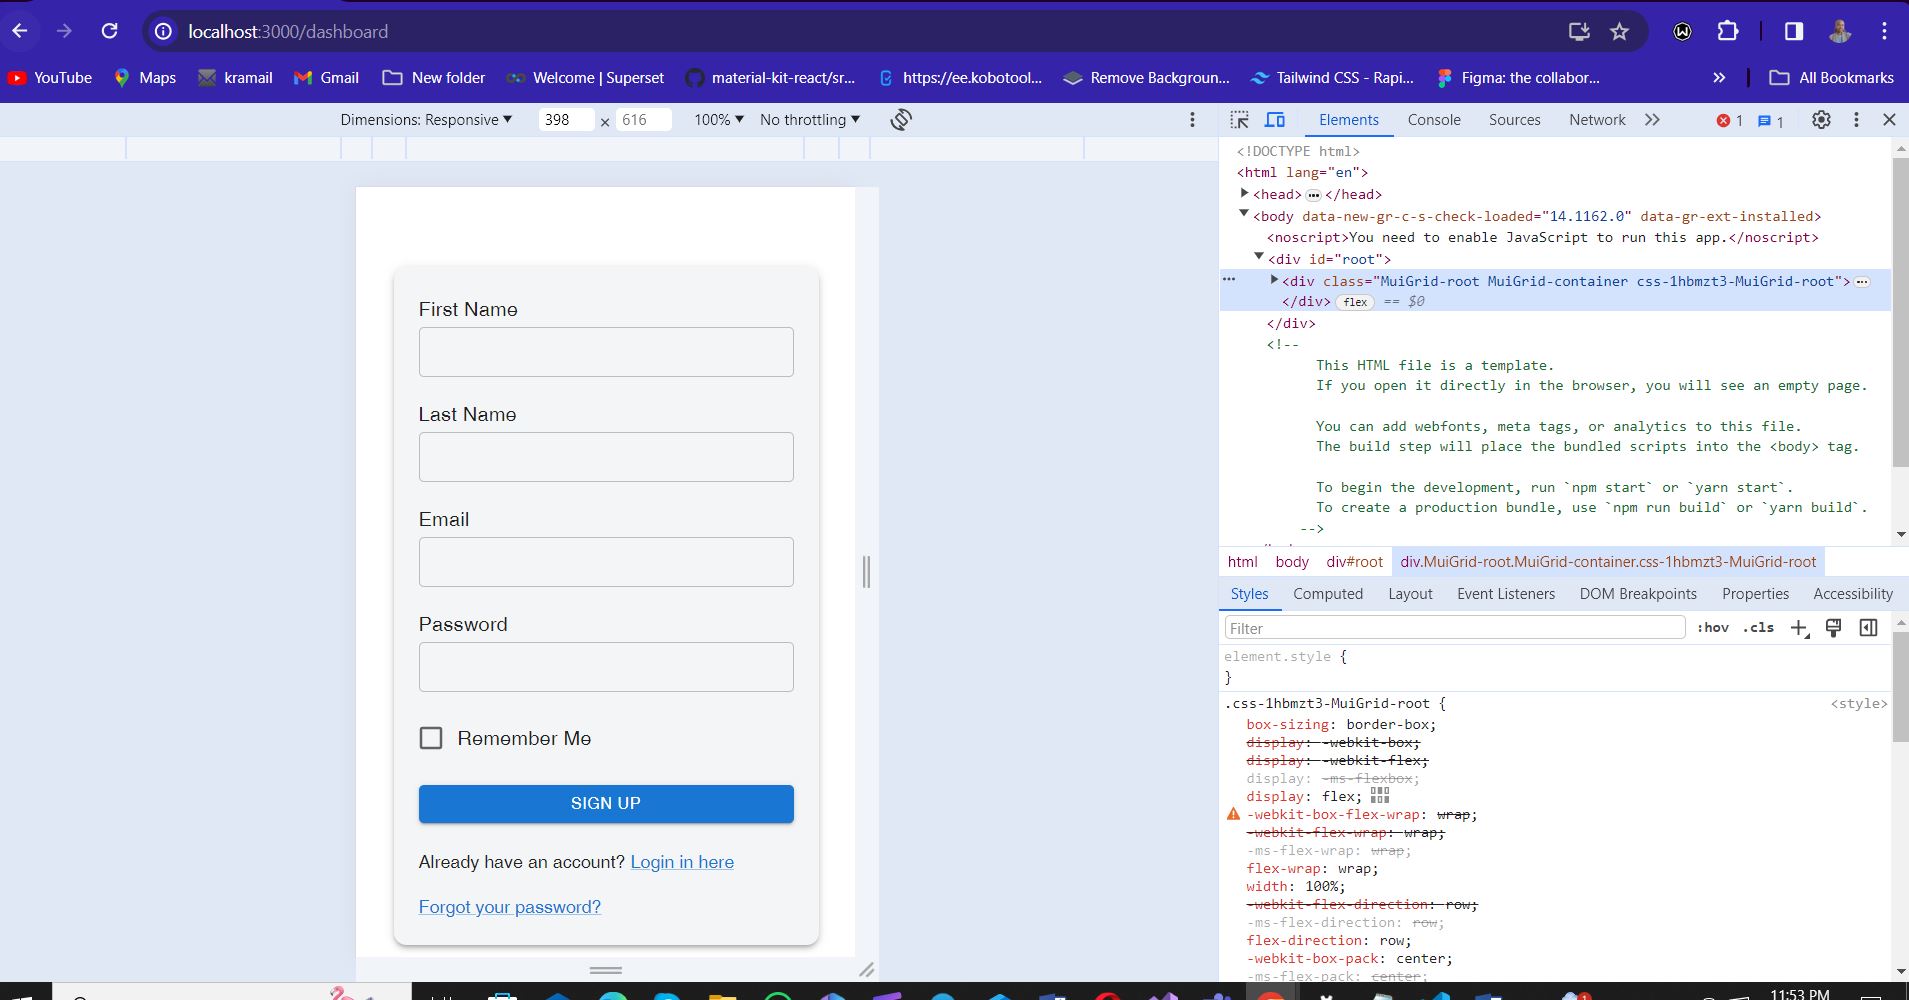 localhost:3000/dashboard
YouTube Maps kramail Gmail New folder Welcome | Superset material-kit-react/sr... https://ee.kobotool... Remove Backgroun... Tailwind CSS - Rapi... Figma: the collabor... » All Bookmarks
Dimensions: Responsive ▼ 398 × 616 100% ▼ No throttling ▼
First Name
Last Name
Email
Password
Remember Me
SIGN UP
Already have an account? Login in here
Forgot your password?
Elements Console Sources Network » 1 1
<!DOCTYPE html>
<html lang="en">
<head> ··· </head>
<body data-new-gr-c-s-check-loaded="14.1162.0" data-gr-ext-installed>
<noscript>You need to enable JavaScript to run this app.</noscript>
<div id="root">
<div class="MuiGrid-root MuiGrid-container css-1hbmzt3-MuiGrid-root"> ···
</div> flex == $0
</div>
<!--
This HTML file is a template.
If you open it directly in the browser, you will see an empty page.
You can add webfonts, meta tags, or analytics to this file.
The build step will place the bundled scripts into the <body> tag.
To begin the development, run `npm start` or `yarn start`.
To create a production bundle, use `npm run build` or `yarn build`.
-->
html body div#root div.MuiGrid-root.MuiGrid-container.css-1hbmzt3-MuiGrid-root
Styles Computed Layout Event Listeners DOM Breakpoints Properties Accessibility
Filter :hov .cls
element.style {
}
.css-1hbmzt3-MuiGrid-root { <style>
box-sizing: border-box;
display: -webkit-box;
display: -webkit-flex;
display: -ms-flexbox;
display: flex;
-webkit-box-flex-wrap: wrap;
-webkit-flex-wrap: wrap;
-ms-flex-wrap: wrap;
flex-wrap: wrap;
width: 100%;
-webkit-flex-direction: row;
-ms-flex-direction: row;
flex-direction: row;
-webkit-box-pack: center;
-ms-flex-pack: center;
11:53 PM